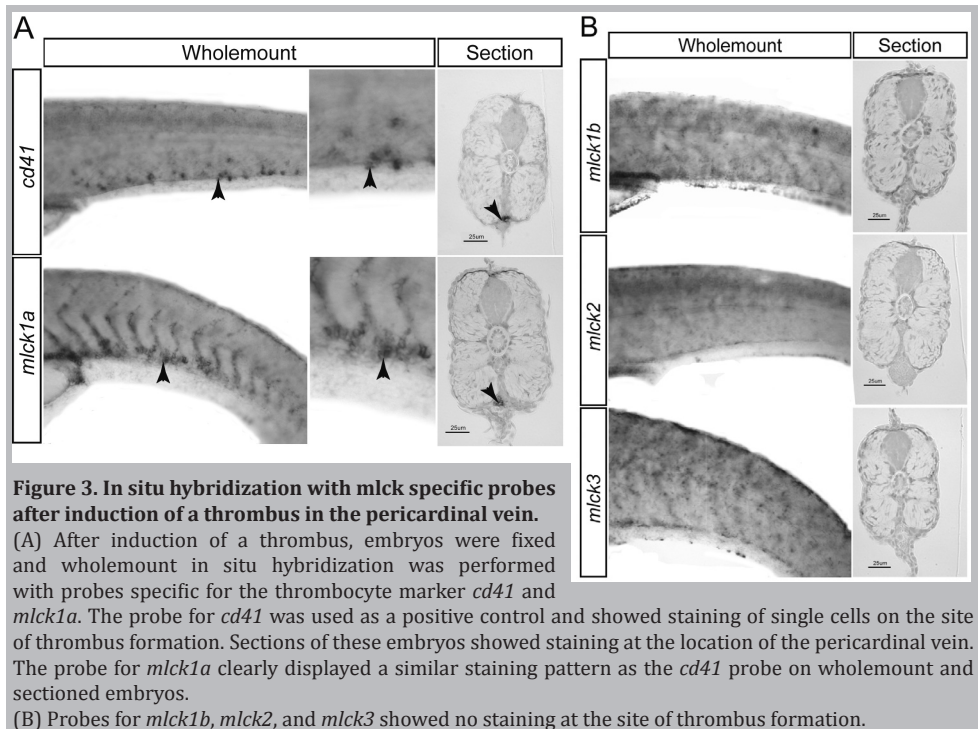 A
Wholemount
Section
cd41
25um
mlck1a
25um
B
Wholemount
Section
mlck1b
25um
mlck2
25um
mlck3
25um
Figure 3. In situ hybridization with mlck specific probes
after induction of a thrombus in the pericardinal vein.
(A) After induction of a thrombus, embryos were fixed
and wholemount in situ hybridization was performed
with probes specific for the thrombocyte marker cd41 and
mlck1a. The probe for cd41 was used as a positive control and showed staining of single cells on the site
of thrombus formation. Sections of these embryos showed staining at the location of the pericardinal vein.
The probe for mlck1a clearly displayed a similar staining pattern as the cd41 probe on wholemount and
sectioned embryos.
(B) Probes for mlck1b, mlck2, and mlck3 showed no staining at the site of thrombus formation.